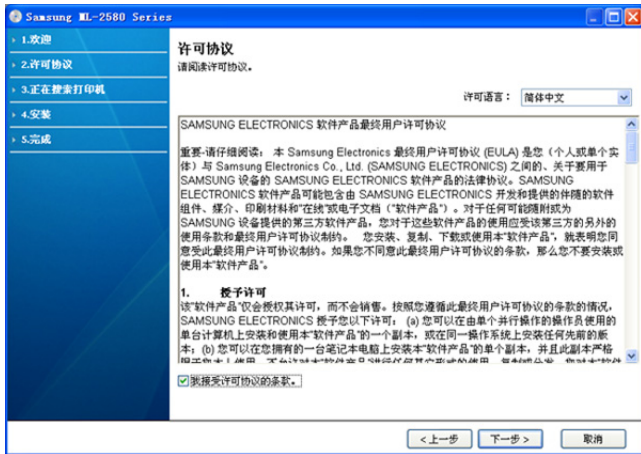 Samsung ML-2580 Series
1.欢迎
2.许可协议
3.正在搜索打印机
4.安装
5.完成
许可协议
请阅读许可协议。
许可语言： 简体中文
SAMSUNG ELECTRONICS 软件产品最终用户许可协议
重要-请仔细阅读： 本 Samsung Electronics 最终用户许可协议 (EULA) 是您（个人或单个实
体）与 Samsung Electronics Co., Ltd. (SAMSUNG ELECTRONICS) 之间的、关于要用于
SAMSUNG 设备的 SAMSUNG ELECTRONICS 软件产品的法律协议。SAMSUNG
ELECTRONICS 软件产品可能包含由 SAMSUNG ELECTRONICS 开发和提供的伴随的软件
组件、媒介、印刷材料和“在线”或电子文档（“软件产品”）。对于任何可能随附或为
SAMSUNG 设备提供的第三方软件产品，您对于这些软件产品的使用应受该第三方的另外的
使用条款和最终用户许可协议制约。 您安装、复制、下载或使用本“软件产品”，就表明您同
意受此最终用户许可协议制约。如果您不同意此最终用户许可协议的条款，那么您不要安装或
使用本“软件产品”。
1. 授予许可
该“软件产品”仅会授权其许可，而不会销售。按照您遵循此最终用户许可协议的条款的情况，
SAMSUNG ELECTRONICS 授予您以下许可： (a) 您可以在由单个并行操作的操作员使用的
单台计算机上安装和使用本“软件产品”的一个副本，或在同一操作系统上安装任何先前的版
本；(b) 您可以在您拥有的一台笔记本电脑上安装本“软件产品”的单个副本，并且此副本严格
我接受许可协议的条款。
<上一步 下一步> 取消